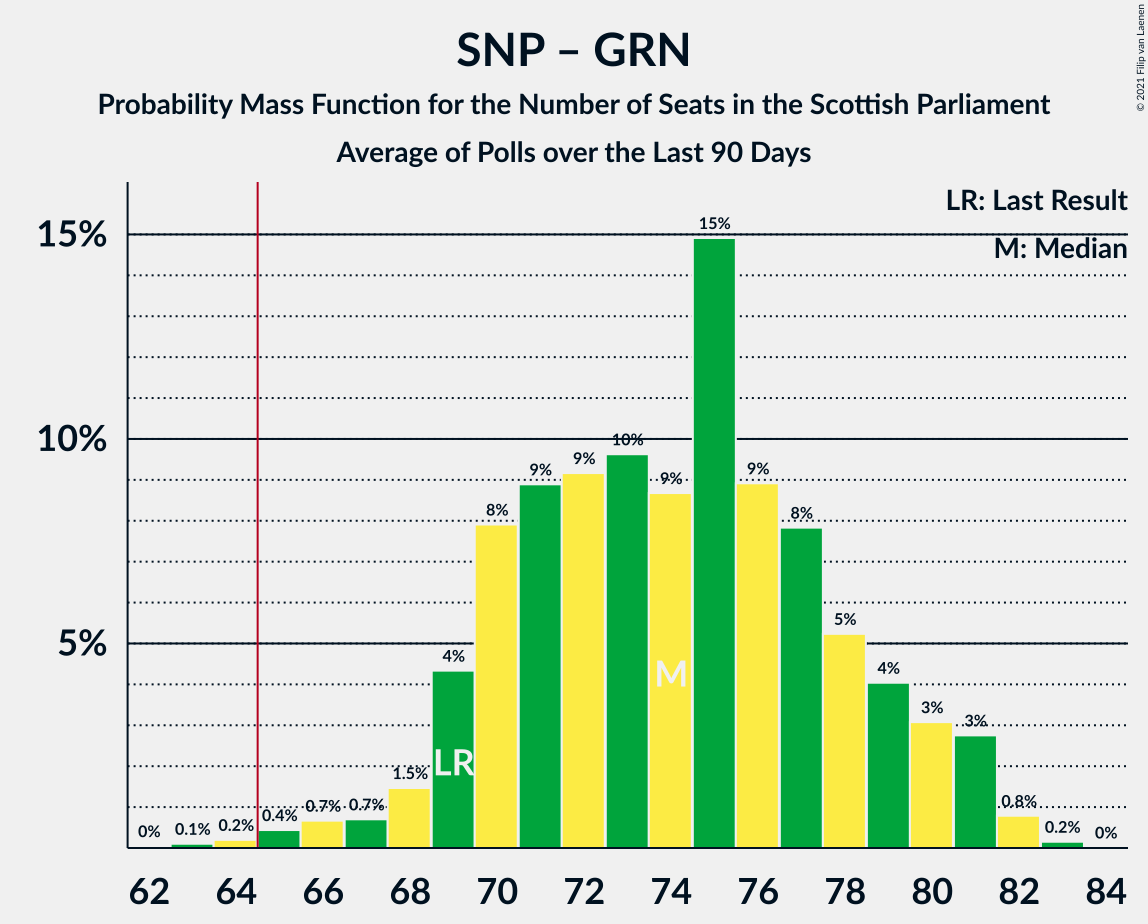 SNP – GRN
Probability Mass Function for the Number of Seats in the Scottish Parliament
Average of Polls over the Last 90 Days
© 2021 Filip van Laenen
LR: Last Result
M: Median
15%
10%
5%
0%
0.1%
0.2%
0.4%
0.7%
0.7%
1.5%
4%
8%
9%
9%
10%
9%
15%
9%
8%
5%
4%
3%
3%
0.8%
0.2%
0%
LR
M
62 64 66 68 70 72 74 76 78 80 82 84